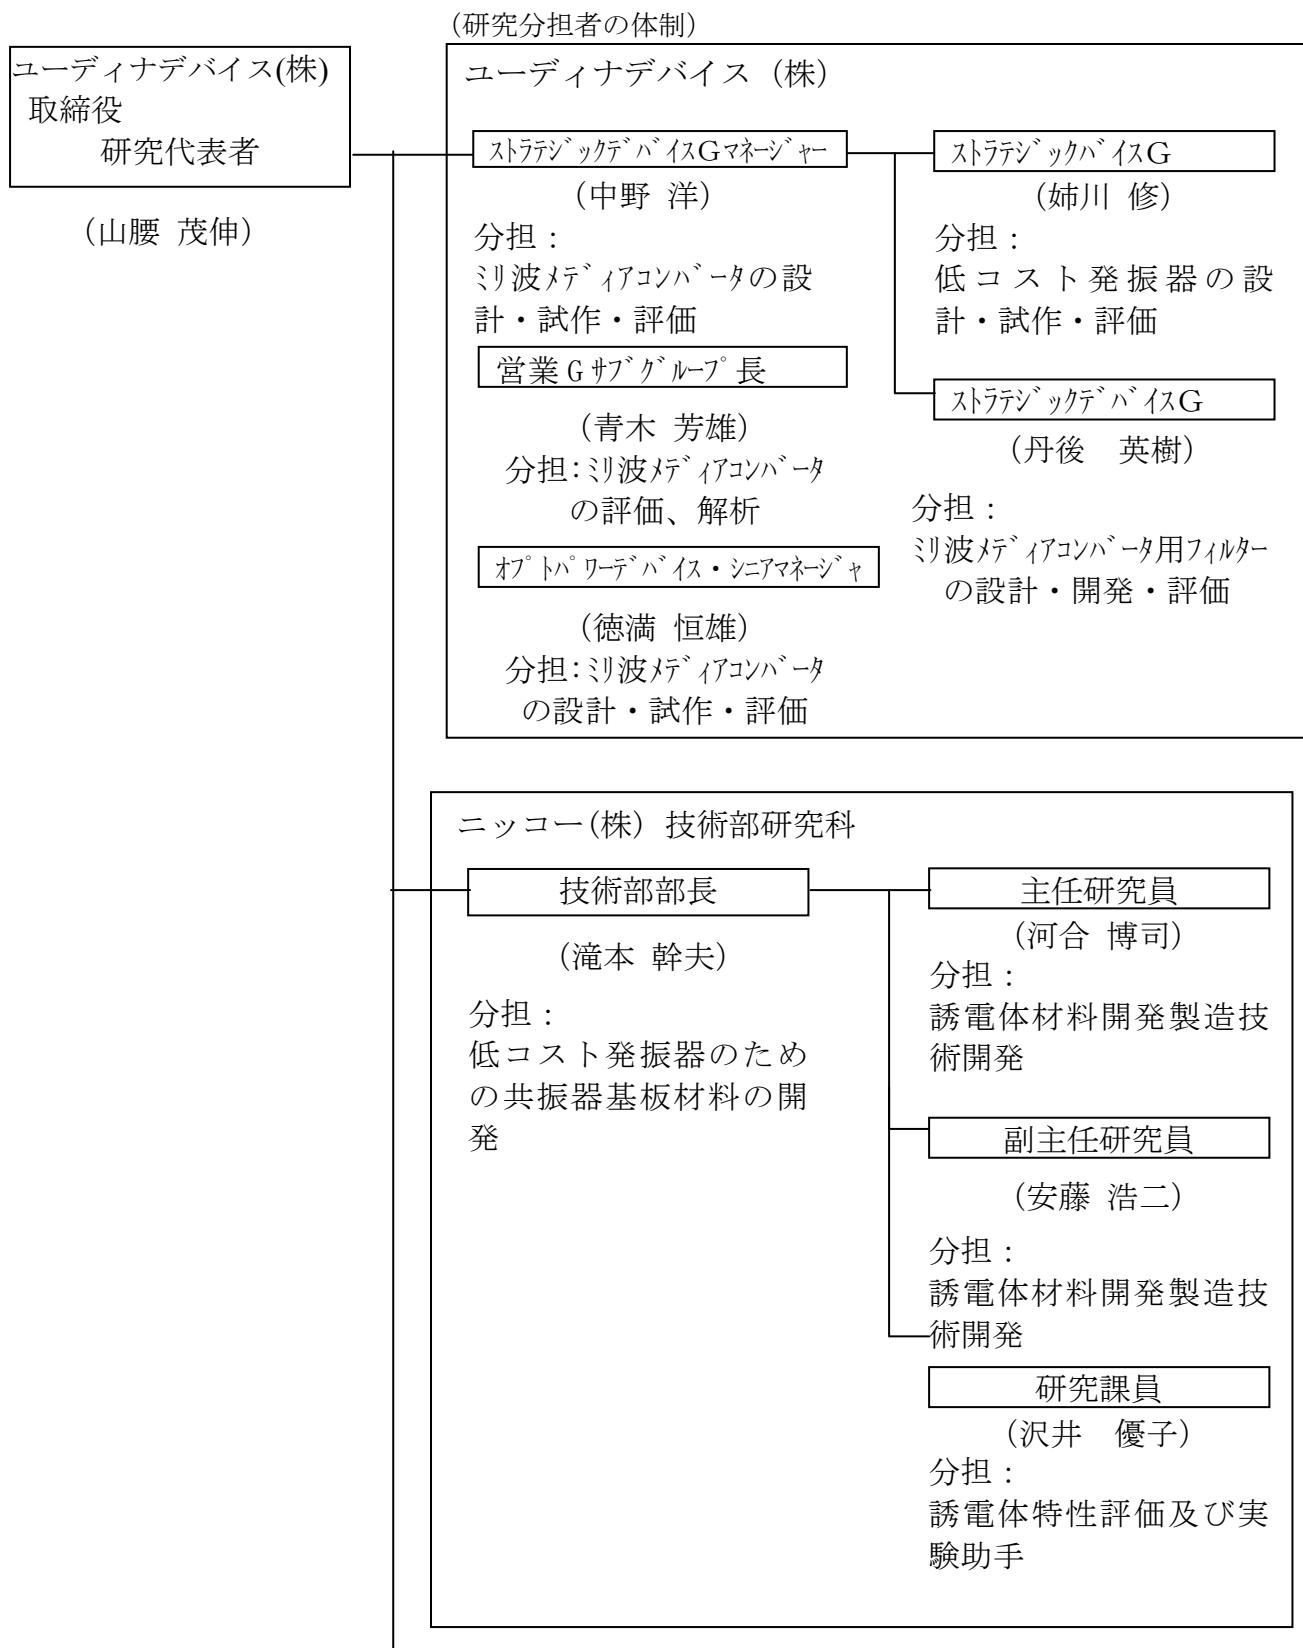 (研究分担者の体制)
ユーディナデバイス(株)
取締役
研究代表者
(山腰 茂伸)
ユーディナデバイス (株)
ｽﾄﾗﾃｼﾞｯｸﾃﾞﾊﾞｲｽGﾏﾈｰｼﾞｬｰ
(中野 洋)
分担：
ﾐﾘ波ﾒﾃﾞｨｱｺﾝﾊﾞｰﾀの設
計・試作・評価
営業Gｻﾌﾞｸﾞﾙｰﾌﾟ長
(青木 芳雄)
分担：ﾐﾘ波ﾒﾃﾞｨｱｺﾝﾊﾞｰﾀ
の評価、解析
ｵﾌﾟﾄﾊﾟﾜｰﾃﾞﾊﾞｲｽ・ｼﾆｱﾏﾈｰｼﾞｬ
(徳満 恒雄)
分担：ﾐﾘ波ﾒﾃﾞｨｱｺﾝﾊﾞｰﾀ
の設計・試作・評価
ｽﾄﾗﾃｼﾞｯｸﾊﾞｲｽG
(姉川 修)
分担：
低コスト発振器の設
計・試作・評価
ｽﾄﾗﾃｼﾞｯｸﾃﾞﾊﾞｲｽG
(丹後　英樹)
分担：
ﾐﾘ波ﾒﾃﾞｨｱｺﾝﾊﾞｰﾀ用ﾌｨﾙﾀｰ
の設計・開発・評価
ニッコー(株) 技術部研究科
技術部部長
(滝本 幹夫)
分担：
低コスト発振器のため
の共振器基板材料の開
発
主任研究員
(河合 博司)
分担：
誘電体材料開発製造技
術開発
副主任研究員
(安藤 浩二)
分担：
誘電体材料開発製造技
術開発
研究課員
(沢井　優子)
分担：
誘電体特性評価及び実
験助手